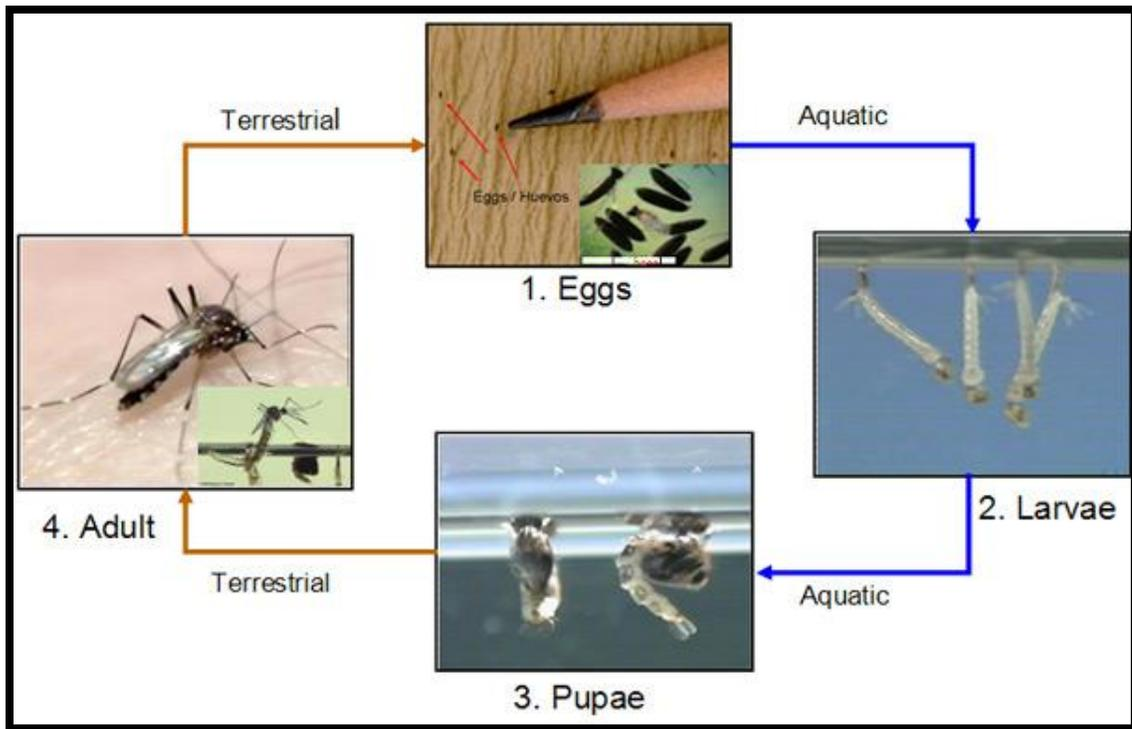 Terrestrial
Aquatic
Eggs / Huevos
1. Eggs
2. Larvae
4. Adult
Terrestrial
Aquatic
3. Pupae